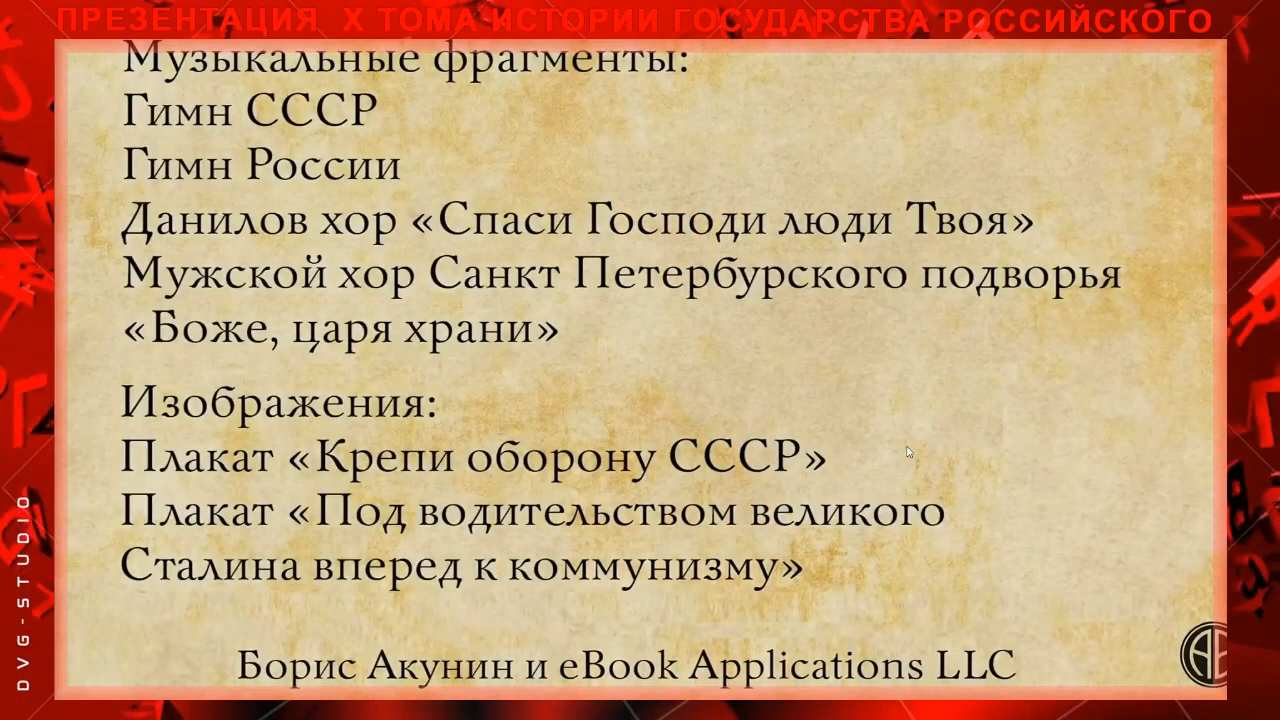 ПРЕЗЕНТАЦИЯ X ТОМА ИСТОРИИ ГОСУДАРСТВА РОССИЙСКОГО
Музыкальные фрагменты:
Гимн СССР
Гимн России
Данилов хор «Спаси Господи люди Твоя»
Мужской хор Санкт Петербурского подворья
«Боже, царя храни»
Изображения:
Плакат «Крепи оборону СССР»
Плакат «Под водительством великого
Сталина вперед к коммунизму»
Борис Акунин и eBook Applications LLC
DVG-STUDIO